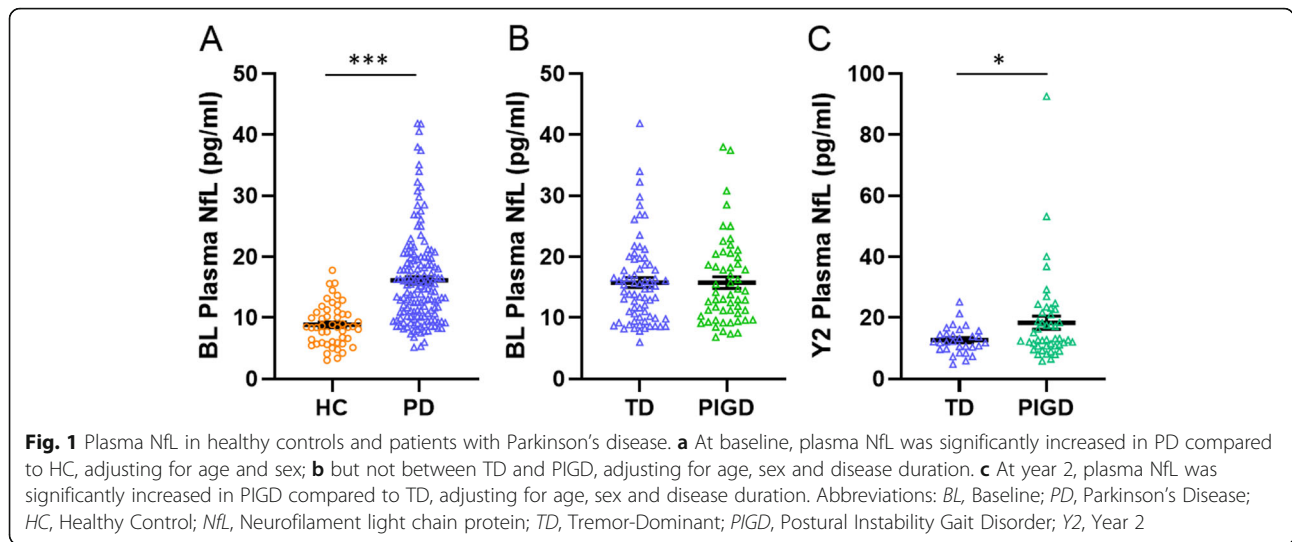 A
B
C
***
*
50
40
30
20
10
0
BL Plasma NfL (pg/ml)
HC
PD
50
40
30
20
10
0
BL Plasma NfL (pg/ml)
TD
PIGD
100
80
60
40
20
0
Y2 Plasma NfL (pg/ml)
TD
PIGD
Fig. 1 Plasma NfL in healthy controls and patients with Parkinson's disease. a At baseline, plasma NfL was significantly increased in PD compared
to HC, adjusting for age and sex; b but not between TD and PIGD, adjusting for age, sex and disease duration. c At year 2, plasma NfL was
significantly increased in PIGD compared to TD, adjusting for age, sex and disease duration. Abbreviations: BL, Baseline; PD, Parkinson's Disease;
HC, Healthy Control; NfL, Neurofilament light chain protein; TD, Tremor-Dominant; PIGD, Postural Instability Gait Disorder; Y2, Year 2